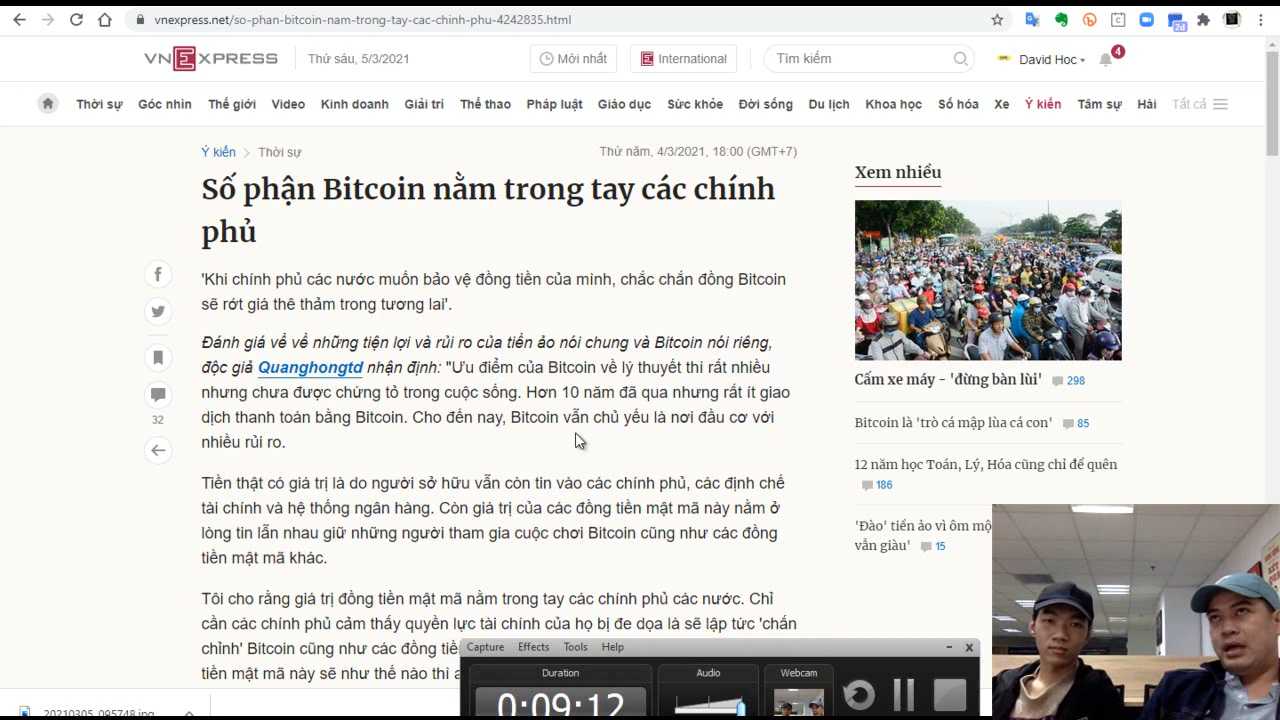 vnexpress.net/so-phan-bitcoin-nam-trong-tay-cac-chinh-phu-4242835.html
2d
VNEXPRESS
Thứ sáu, 5/3/2021
Mới nhất
International
Tìm kiếm
David Hoc
4
Thời sự Góc nhìn Thế giới Video Kinh doanh Giải trí Thể thao Pháp luật Giáo dục Sức khỏe Đời sống Du lịch Khoa học Số hóa Xe Ý kiến Tâm sự Hài Tất cả
Ý kiến > Thời sự
Thứ năm, 4/3/2021, 18:00 (GMT+7)
Số phận Bitcoin nằm trong tay các chính
phủ
'Khi chính phủ các nước muốn bảo vệ đồng tiền của mình, chắc chắn đồng Bitcoin
sẽ rớt giá thê thảm trong tương lai'.
Đánh giá về về những tiện lợi và rủi ro của tiền ảo nói chung và Bitcoin nói riêng,
độc giả Quanghongtd nhận định: "Ưu điểm của Bitcoin về lý thuyết thì rất nhiều
nhưng chưa được chứng tỏ trong cuộc sống. Hơn 10 năm đã qua nhưng rất ít giao
dịch thanh toán bằng Bitcoin. Cho đến nay, Bitcoin vẫn chủ yếu là nơi đầu cơ với
nhiều rủi ro.
32
Tiền thật có giá trị là do người sở hữu vẫn còn tin vào các chính phủ, các định chế
tài chính và hệ thống ngân hàng. Còn giá trị của các đồng tiền mật mã này nằm ở
lòng tin lẫn nhau giữ những người tham gia cuộc chơi Bitcoin cũng như các đồng
tiền mật mã khác.
Tôi cho rằng giá trị đồng tiền mật mã nằm trong tay các chính phủ các nước. Chỉ
cần các chính phủ cảm thấy quyền lực tài chính của họ bị đe dọa là sẽ lập tức 'chấn
chỉnh' Bitcoin cũng như các đồng
tiền mật mã này sẽ như thế nào thì
Xem nhiều
Cấm xe máy - 'đừng bàn lùi' 298
Bitcoin là 'trò cá mập lùa cá con' 85
12 năm học Toán, Lý, Hóa cũng chỉ để quên
186
'Đào' tiền ảo vì ôm
vẫn giàu' 15
Capture Effects Tools Help
Duration
Audio
Webcam
0:09:12
20210305_095748.jpg